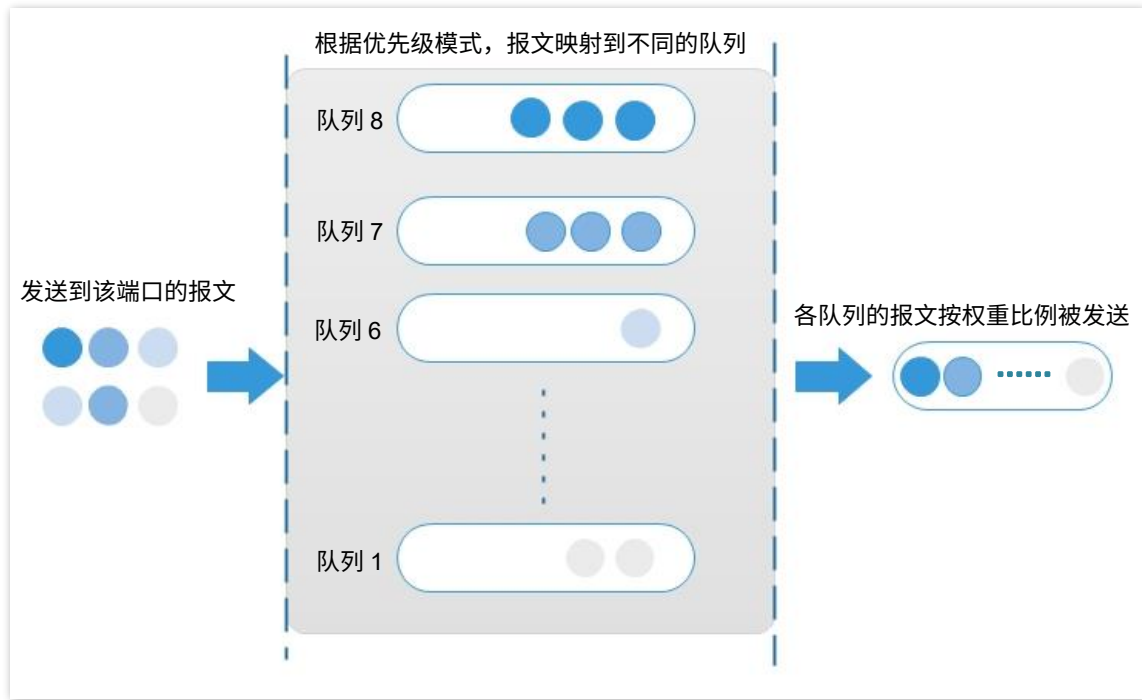 根据优先级模式，报文映射到不同的队列
队列 8
队列 7
发送到该端口的报文
队列 6
各队列的报文按权重比例被发送
队列 1